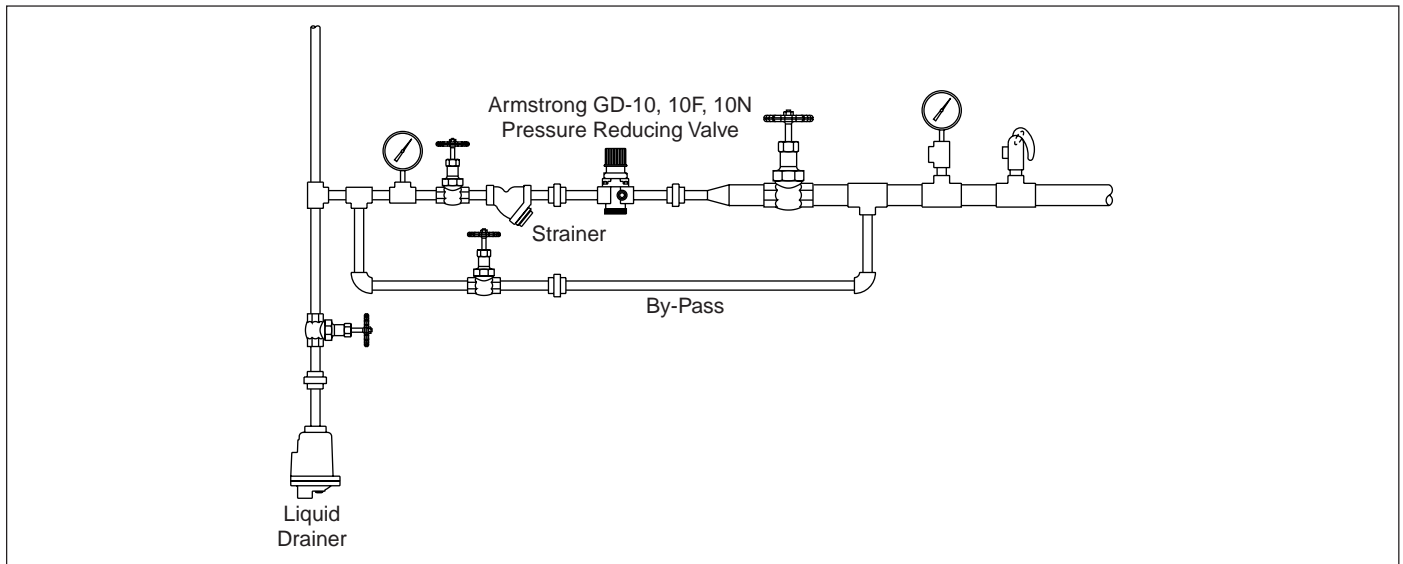 Armstrong GD-10, 10F, 10N
Pressure Reducing Valve
Strainer
By-Pass
Liquid
Drainer